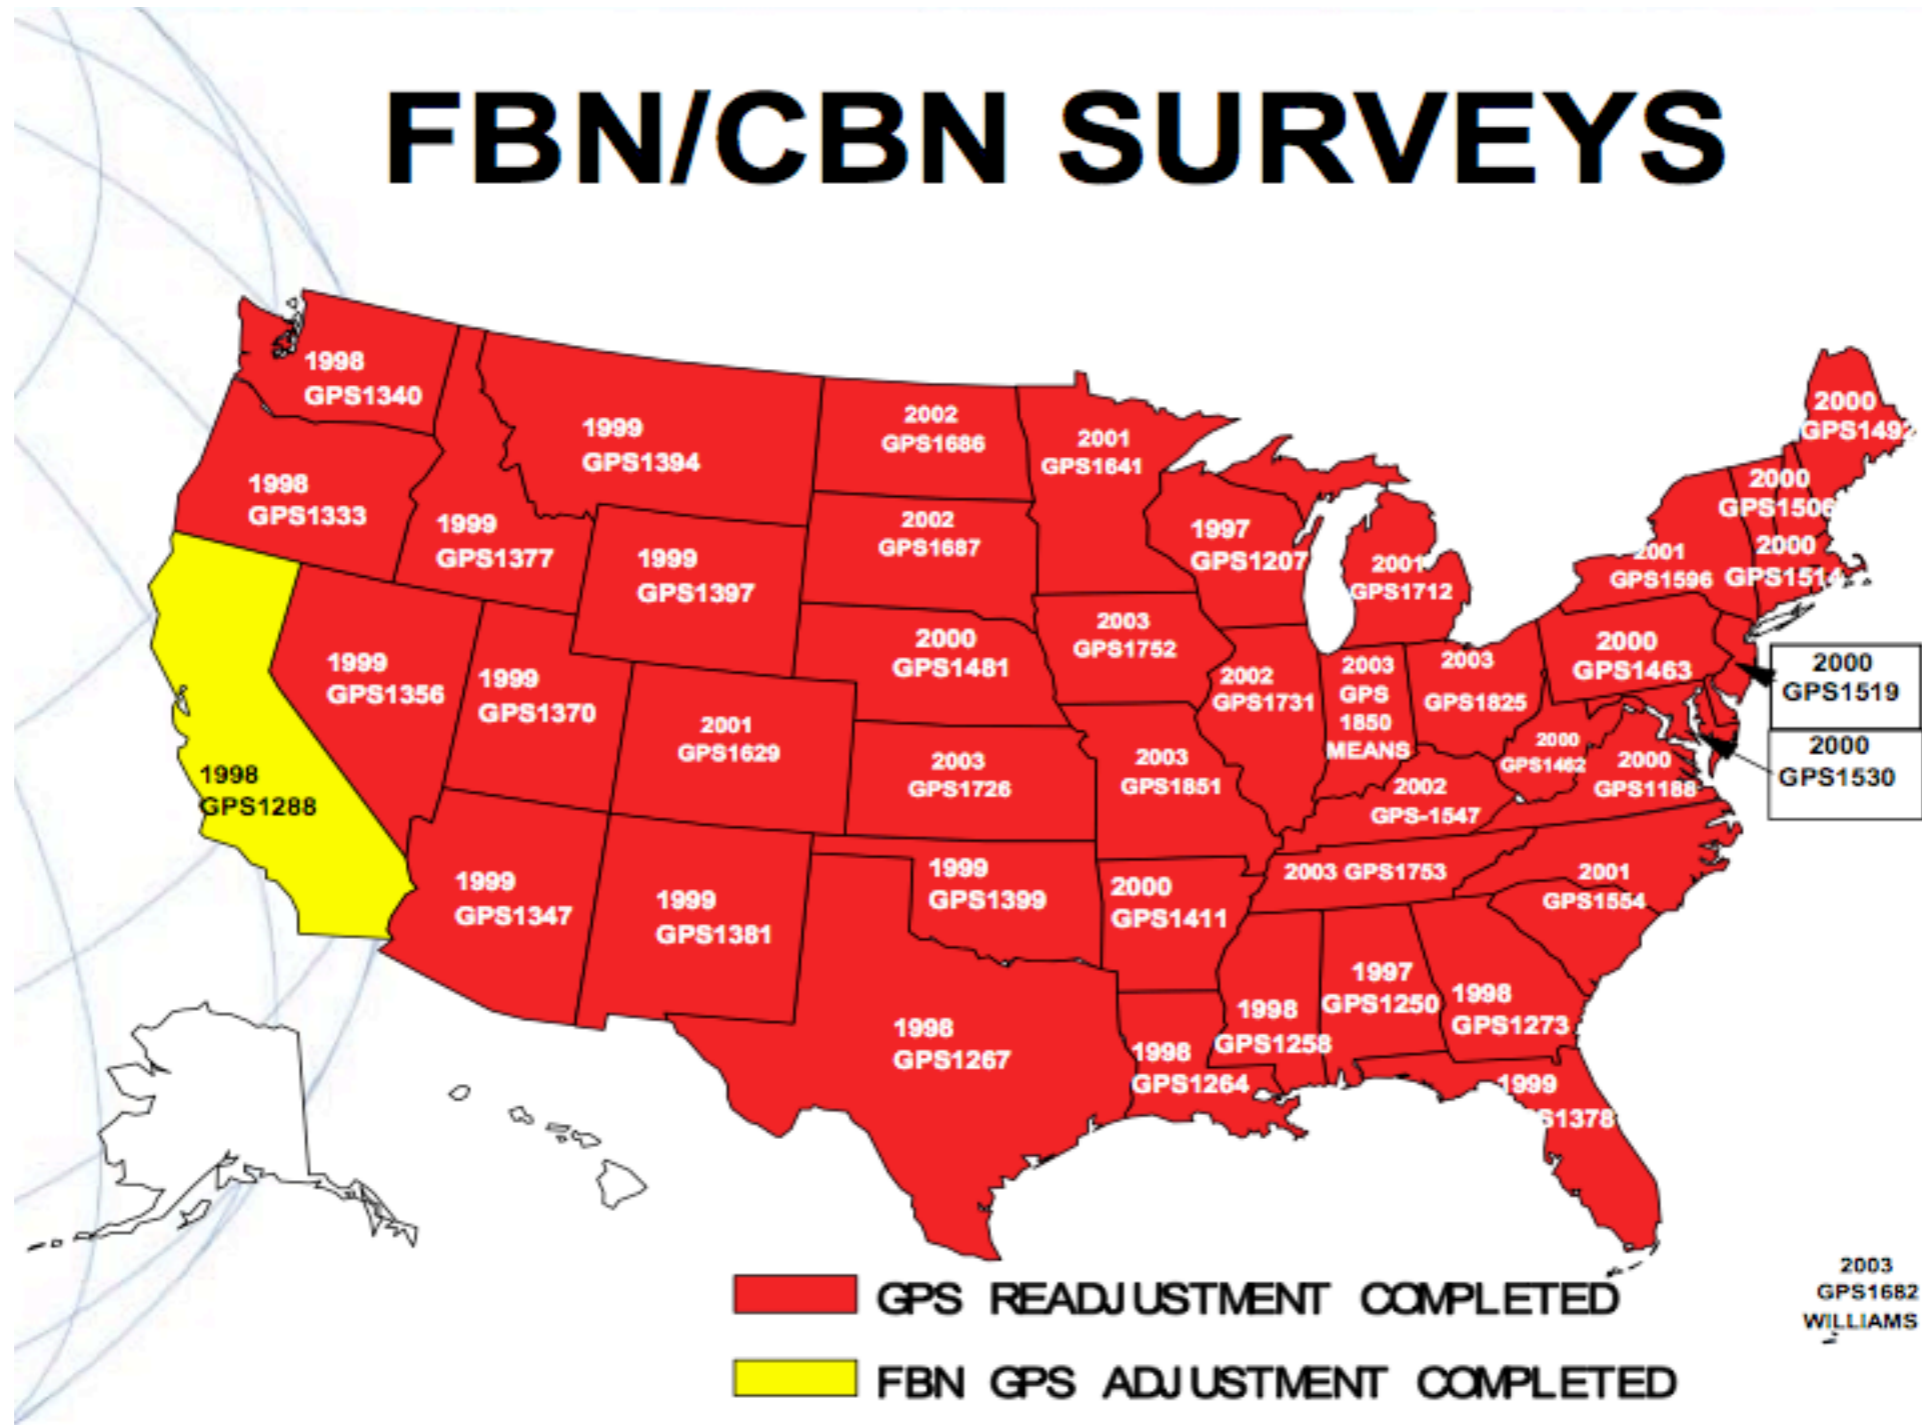 FBN/CBN SURVEYS
1998
GPS1340
1998
GPS1333
1999
GPS1394
1999
GPS1377
1999
GPS1397
2002
GPS1686
2002
GPS1687
2001
GPS1641
1997
GPS1207
2001
GPS1712
2000
GPS1492
2000
GPS1506
2000
GPS1514
2001
GPS1596
2000
GPS1463
2000
GPS1519
2000
GPS1530
1998
GPS1288
1999
GPS1356
1999
GPS1370
2001
GPS1629
2000
GPS1481
2003
GPS1726
2003
GPS1752
2003
GPS1851
2002
GPS1731
2003
GPS
1850
MEANS
2003
GPS1825
2000
GPS1462
2000
GPS1188
2002
GPS-1547
2003 GPS1753
2001
GPS1554
1999
GPS1347
1999
GPS1381
1999
GPS1399
2000
GPS1411
1998
GPS1267
1998
GPS1264
1998
GPS1258
1997
GPS1250
1998
GPS1273
1999
S1378
2003
GPS1682
WILLIAMS
GPS READJUSTMENT COMPLETED
FBN GPS ADJUSTMENT COMPLETED